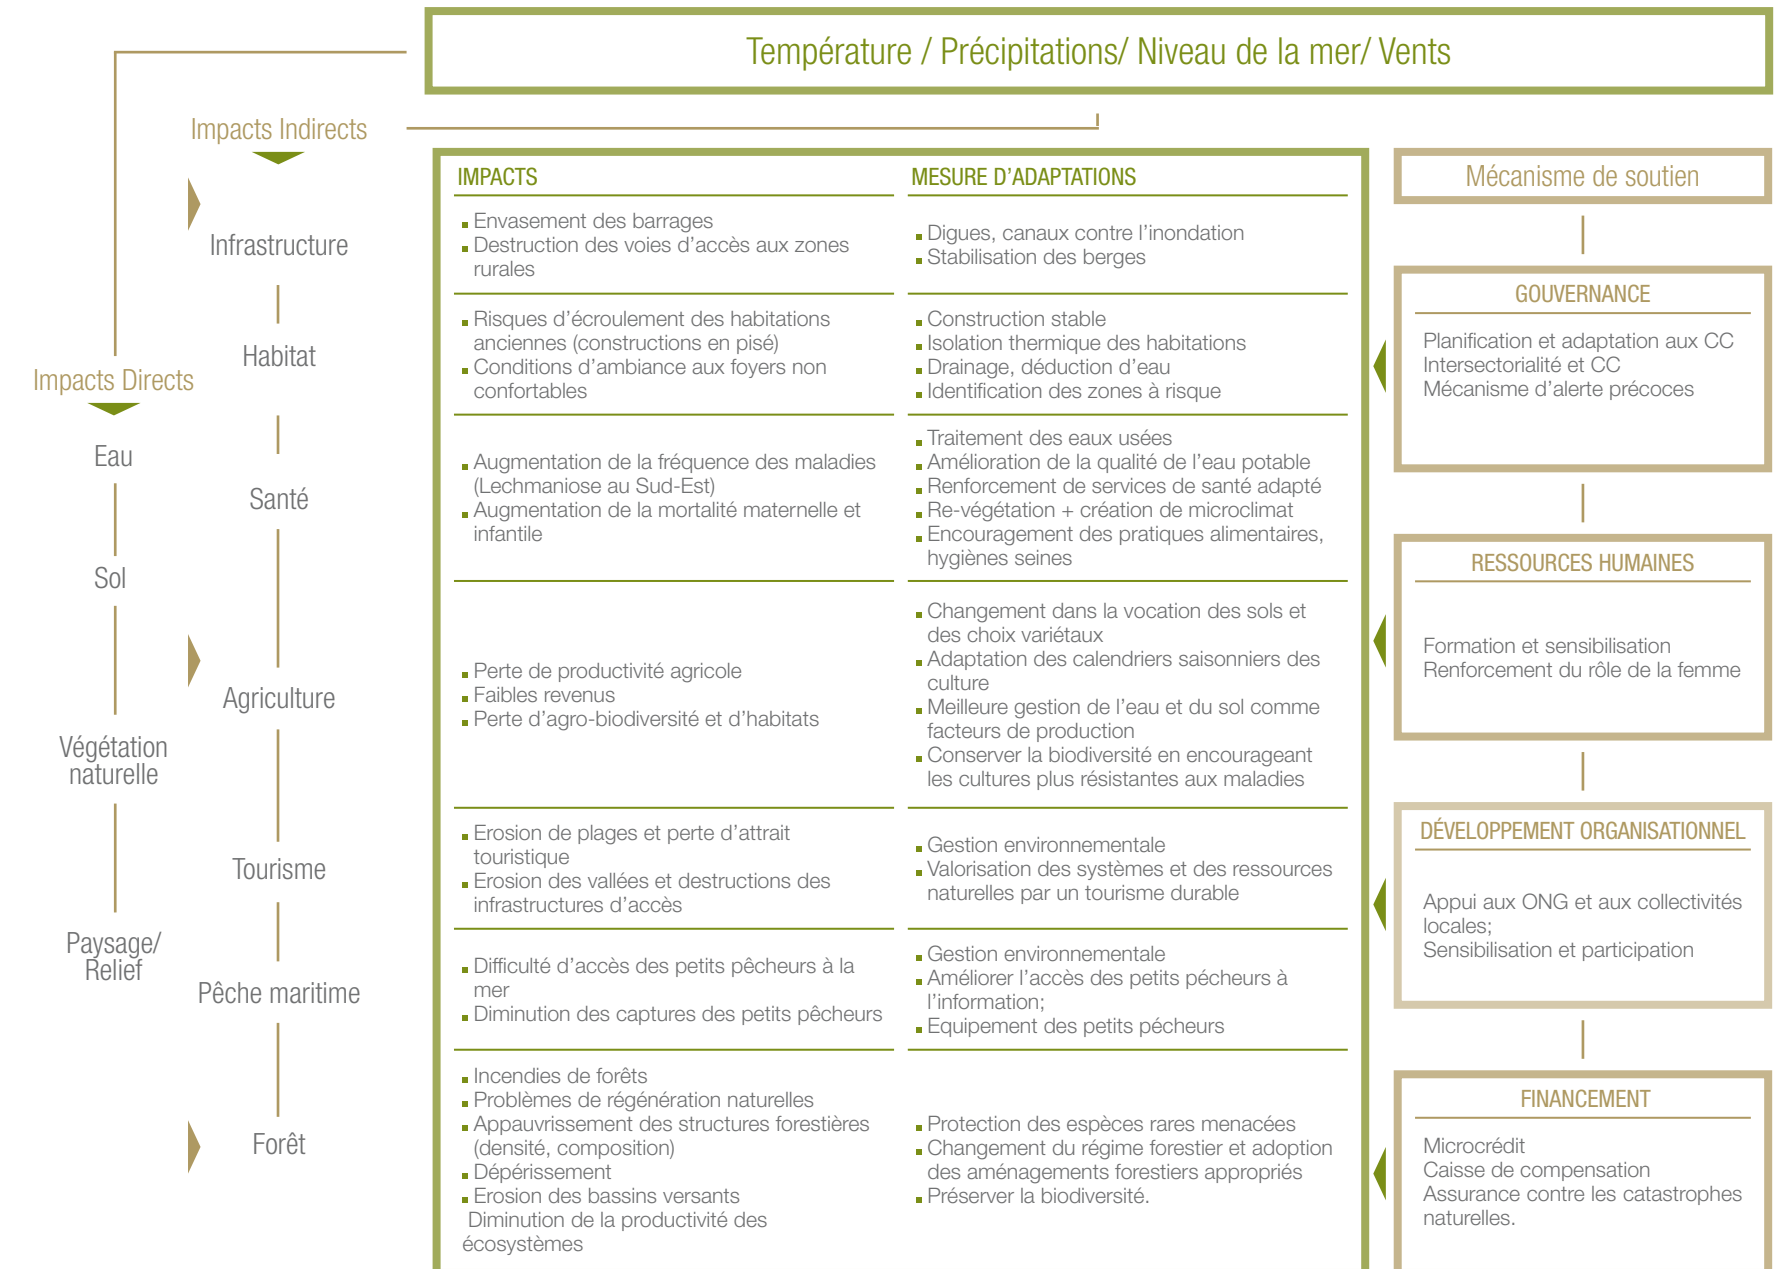 Température / Précipitations/ Niveau de la mer/ Vents
Impacts Indirects
Infrastructure
Habitat
Santé
Agriculture
Tourisme
Pêche maritime
Forêt
Impacts Directs
Eau
Sol
Végétation
naturelle
Paysage/
Relief
IMPACTS
MESURE D'ADAPTATIONS
Envasement des barrages
Destruction des voies d'accès aux zones
rurales
Digues, canaux contre l'inondation
Stabilisation des berges
Risques d'écroulement des habitations
anciennes (constructions en pisé)
Conditions d'ambiance aux foyers non
confortables
Construction stable
Isolation thermique des habitations
Drainage, déduction d'eau
Identification des zones à risque
Augmentation de la fréquence des maladies
(Lechmaniose au Sud-Est)
Augmentation de la mortalité maternelle et
infantile
Traitement des eaux usées
Amélioration de la qualité de l'eau potable
Renforcement de services de santé adapté
Re-végétation + création de microclimat
Encouragement des pratiques alimentaires,
hygiènes seines
Perte de productivité agricole
Faibles revenus
Perte d'agro-biodiversité et d'habitats
Changement dans la vocation des sols et
des choix variétaux
Adaptation des calendriers saisonniers des
culture
Meilleure gestion de l'eau et du sol comme
facteurs de production
Conserver la biodiversité en encourageant
les cultures plus résistantes aux maladies
Erosion de plages et perte d'attrait
touristique
Erosion des vallées et destructions des
infrastructures d'accès
Gestion environnementale
Valorisation des systèmes et des ressources
naturelles par un tourisme durable
Difficulté d'accès des petits pêcheurs à la
mer
Diminution des captures des petits pêcheurs
Gestion environnementale
Améliorer l'accès des petits pécheurs à
l'information;
Equipement des petits pécheurs
Incendies de forêts
Problèmes de régénération naturelles
Appauvrissement des structures forestières
(densité, composition)
Dépérissement
Erosion des bassins versants
Diminution de la productivité des
écosystèmes
Protection des espèces rares menacées
Changement du régime forestier et adoption
des aménagements forestiers appropriés
Préserver la biodiversité.
Mécanisme de soutien
GOUVERNANCE
Planification et adaptation aux CC
Intersectorialité et CC
Mécanisme d'alerte précoces
RESSOURCES HUMAINES
Formation et sensibilisation
Renforcement du rôle de la femme
DÉVELOPPEMENT ORGANISATIONNEL
Appui aux ONG et aux collectivités
locales;
Sensibilisation et participation
FINANCEMENT
Microcrédit
Caisse de compensation
Assurance contre les catastrophes
naturelles.